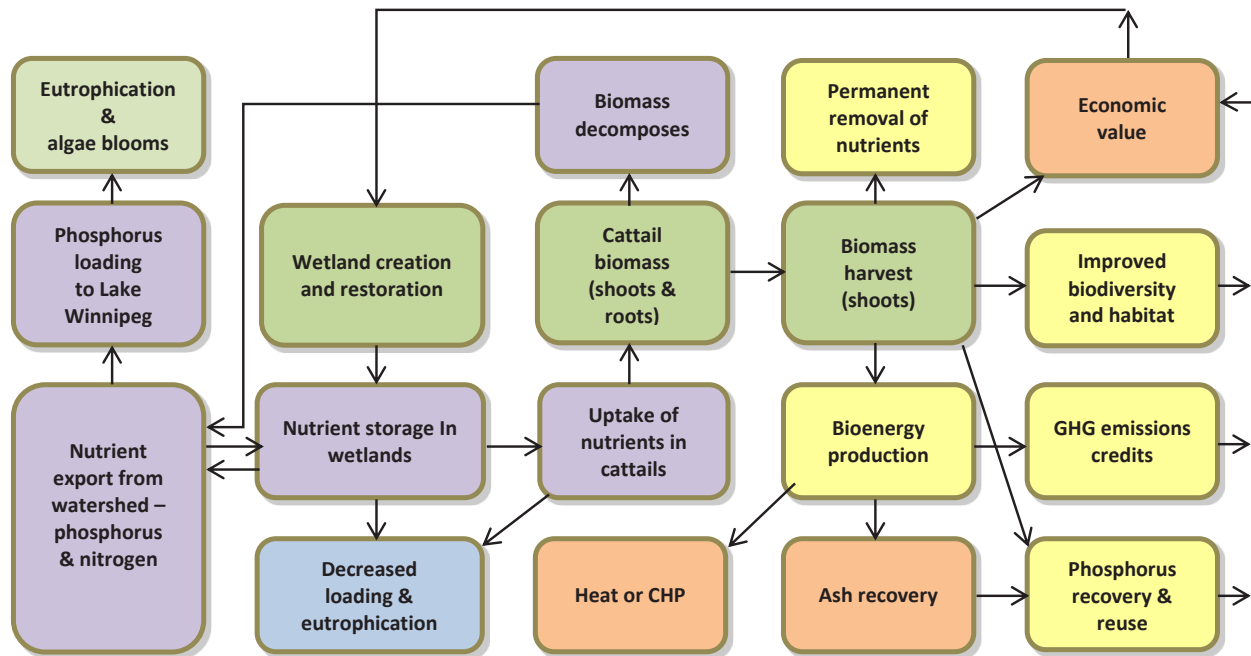 Eutrophication
&
algae blooms
Biomass
decomposes
Permanent
removal of
nutrients
Economic
value
Phosphorus
loading
to Lake
Winnipeg
Wetland creation
and restoration
Cattail
biomass
(shoots &
roots)
Biomass
harvest
(shoots)
Improved
biodiversity
and habitat
Nutrient
export from
watershed –
phosphorus
& nitrogen
Nutrient storage In
wetlands
Uptake of
nutrients in
cattails
Bioenergy
production
GHG emissions
credits
Decreased
loading &
eutrophication
Heat or CHP
Ash recovery
Phosphorus
recovery &
reuse